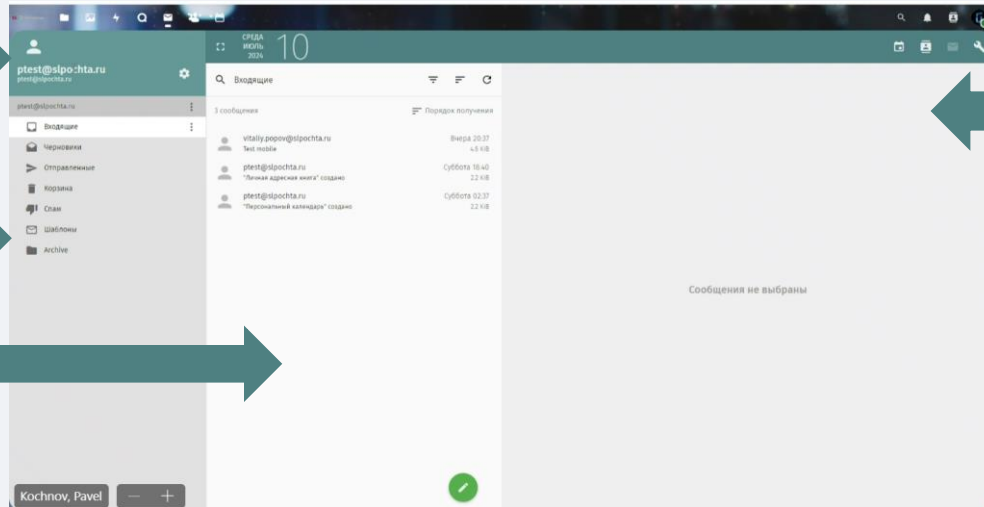 СРЕДА
ИЮЛЬ
2024
10
ptest@slpochta.ru
ptest@slpochta.ru
ptest@slpochta.ru
Входящие
Черновики
Отправленные
Корзина
Спам
Шаблоны
Archive
Входящие
3 сообщения
Порядок получения
vitaliy.popov@slpochta.ru Вчера 20:37
Test mobile 4.5 KiB
ptest@slpochta.ru Суббота 18:40
"Личная адресная книга" создано 2.2 KiB
ptest@slpochta.ru Суббота 02:37
"Персональный календарь" создано 2.2 KiB
Сообщения не выбраны
Kochnov, Pavel